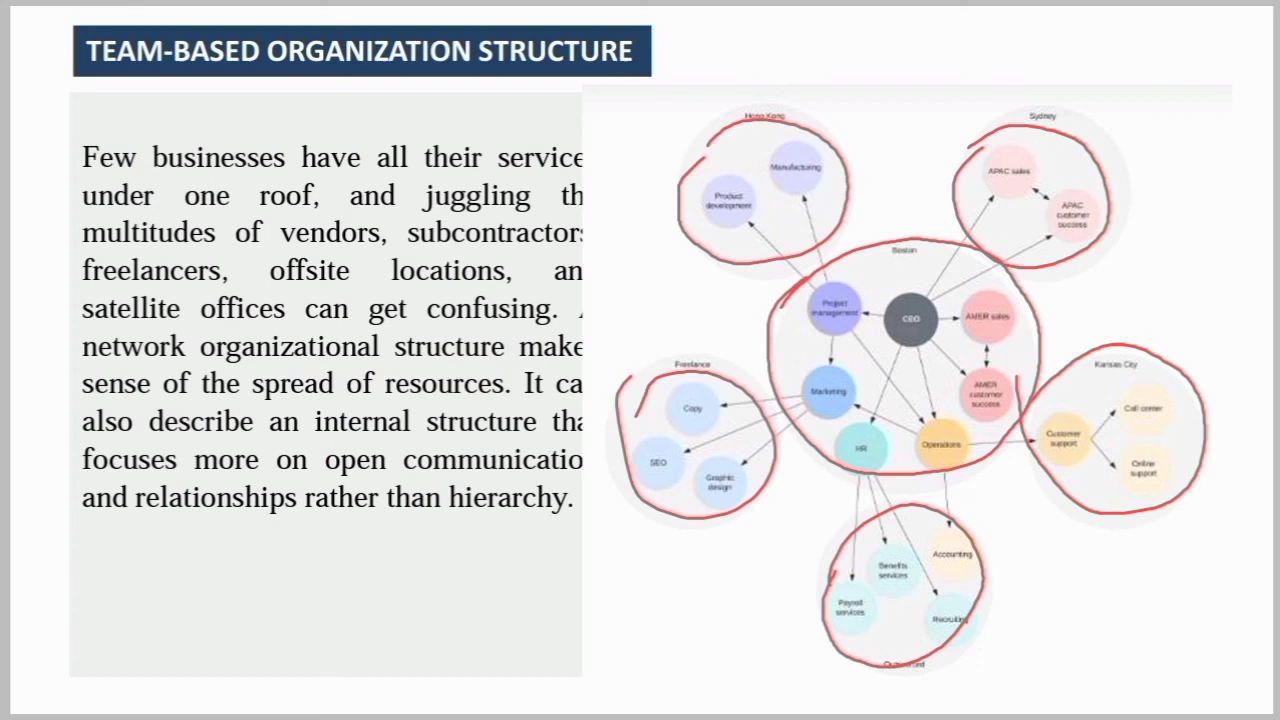 TEAM-BASED ORGANIZATION STRUCTURE
Few businesses have all their service
under one roof, and juggling th
multitudes of vendors, subcontractors
freelancers, offsite locations, an
satellite offices can get confusing.
network organizational structure make
sense of the spread of resources. It ca
also describe an internal structure tha
focuses more on open communicatio
and relationships rather than hierarchy.
Hong Kong
Manufacturing
Product
development
Sydney
APAC sales
APAC
customer
success
Boston
Project
management
CEO
AMER sales
Marketing
AMER
customer
success
HR
Operations
Freelance
Copy
SEO
Graphic
design
Kansas City
Call center
Customer
support
Online
support
Accounting
Benefits
services
Payroll
services
Recruiting